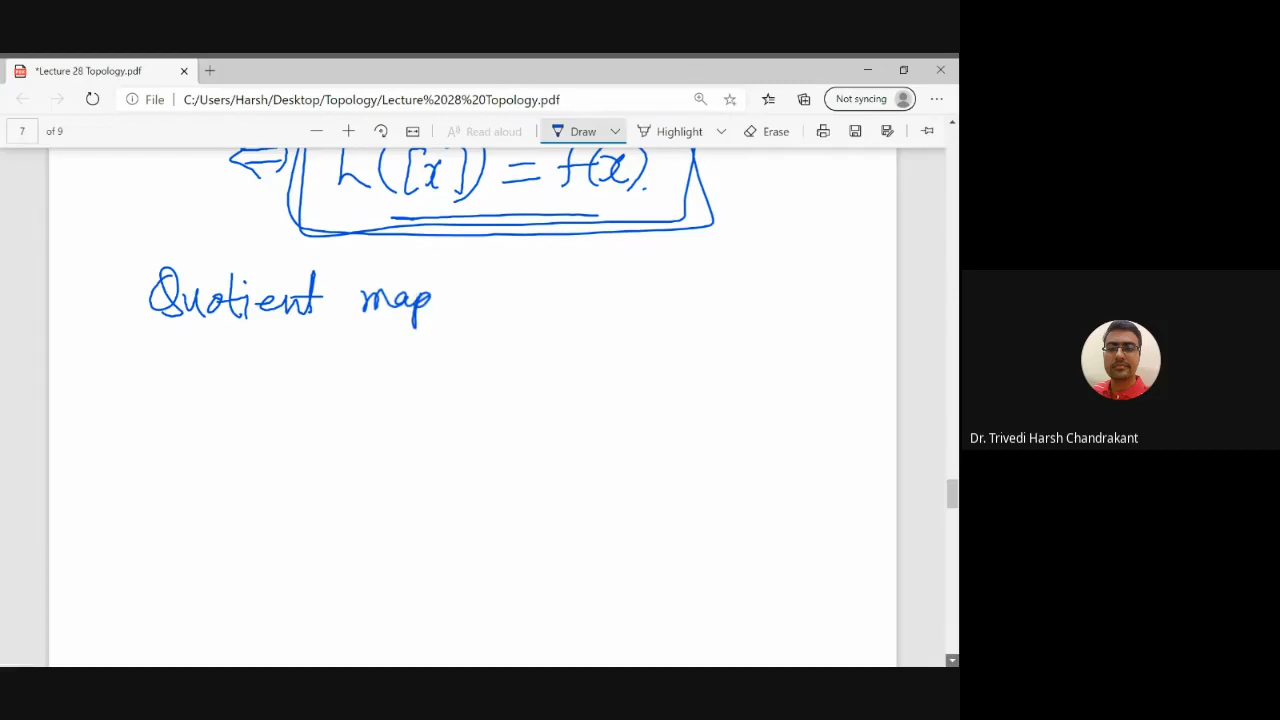 *Lecture 28 Topology.pdf
File C:/Users/Harsh/Desktop/Topology/Lecture%2028%20Topology.pdf Not syncing
7 of 9 Read aloud Draw Highlight Erase
h([x]) = f(x).
Quotient map
Dr. Trivedi Harsh Chandrakant